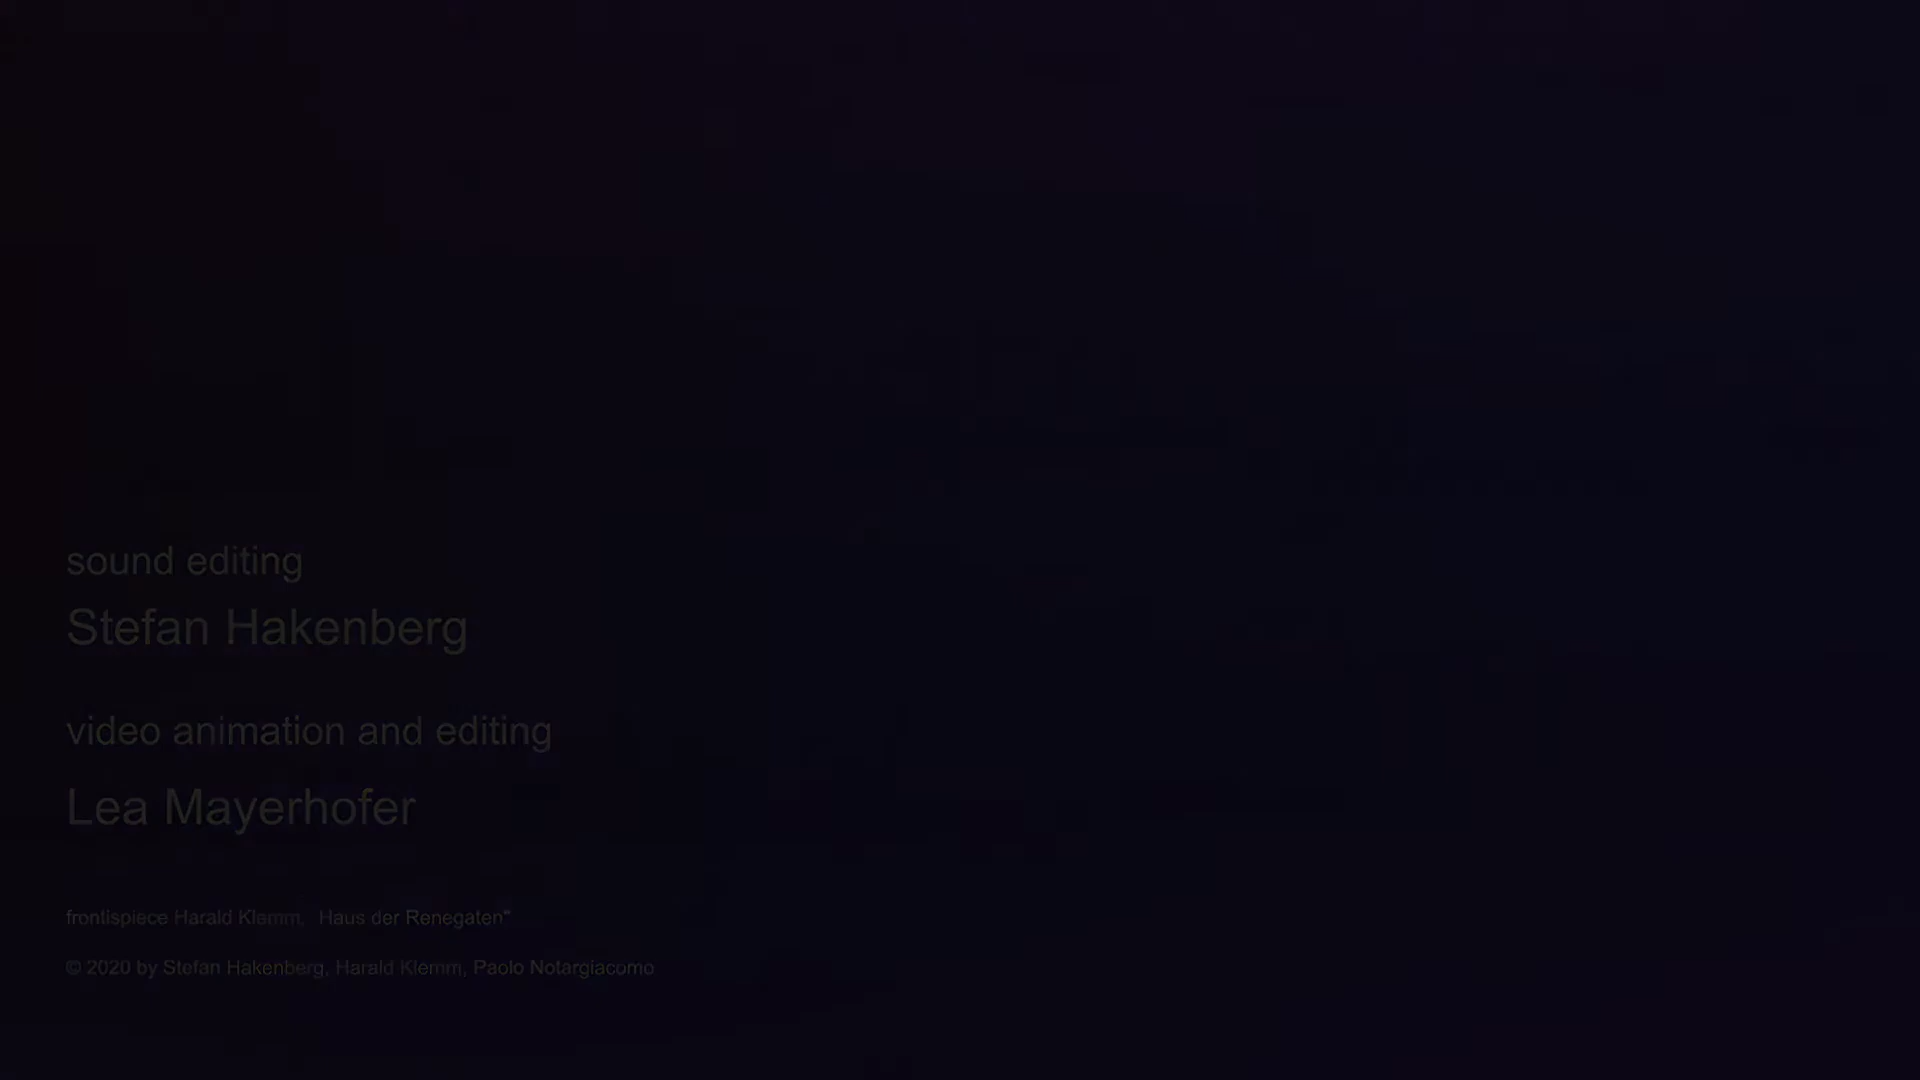 sound editing
Stefan Hakenberg
video animation and editing
Lea Mayerhofer
frontispiece Harald Klemm, "Haus der Renegaten"
© 2020 by Stefan Hakenberg, Harald Klemm, Paolo Notargiacomo